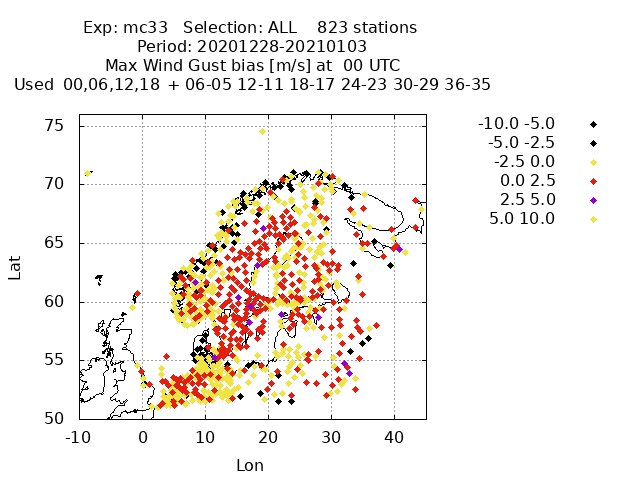 Exp: mc33   Selection: ALL    823 stations
Period: 20201228-20210103
Max Wind Gust bias [m/s] at  00 UTC
Used  00,06,12,18  + 06-05 12-11 18-17 24-23 30-29 36-35
-10.0 -5.0
-5.0 -2.5
-2.5 0.0
0.0 2.5
2.5 5.0
5.0 10.0
75
70
65
60
55
50
Lat
-10 0 10 20 30 40
Lon